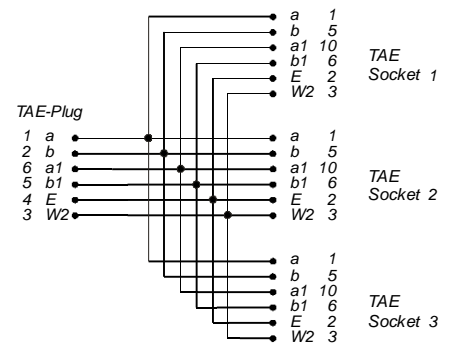 a 1
b 5
a1 10
b1 6
E 2
W2 3
TAE
Socket 1
TAE-Plug
1 a
2 b
6 a1
5 b1
4 E
3 W2
a 1
b 5
a1 10
b1 6
E 2
W2 3
TAE
Socket 2
a 1
b 5
a1 10
b1 6
E 2
W2 3
TAE
Socket 3